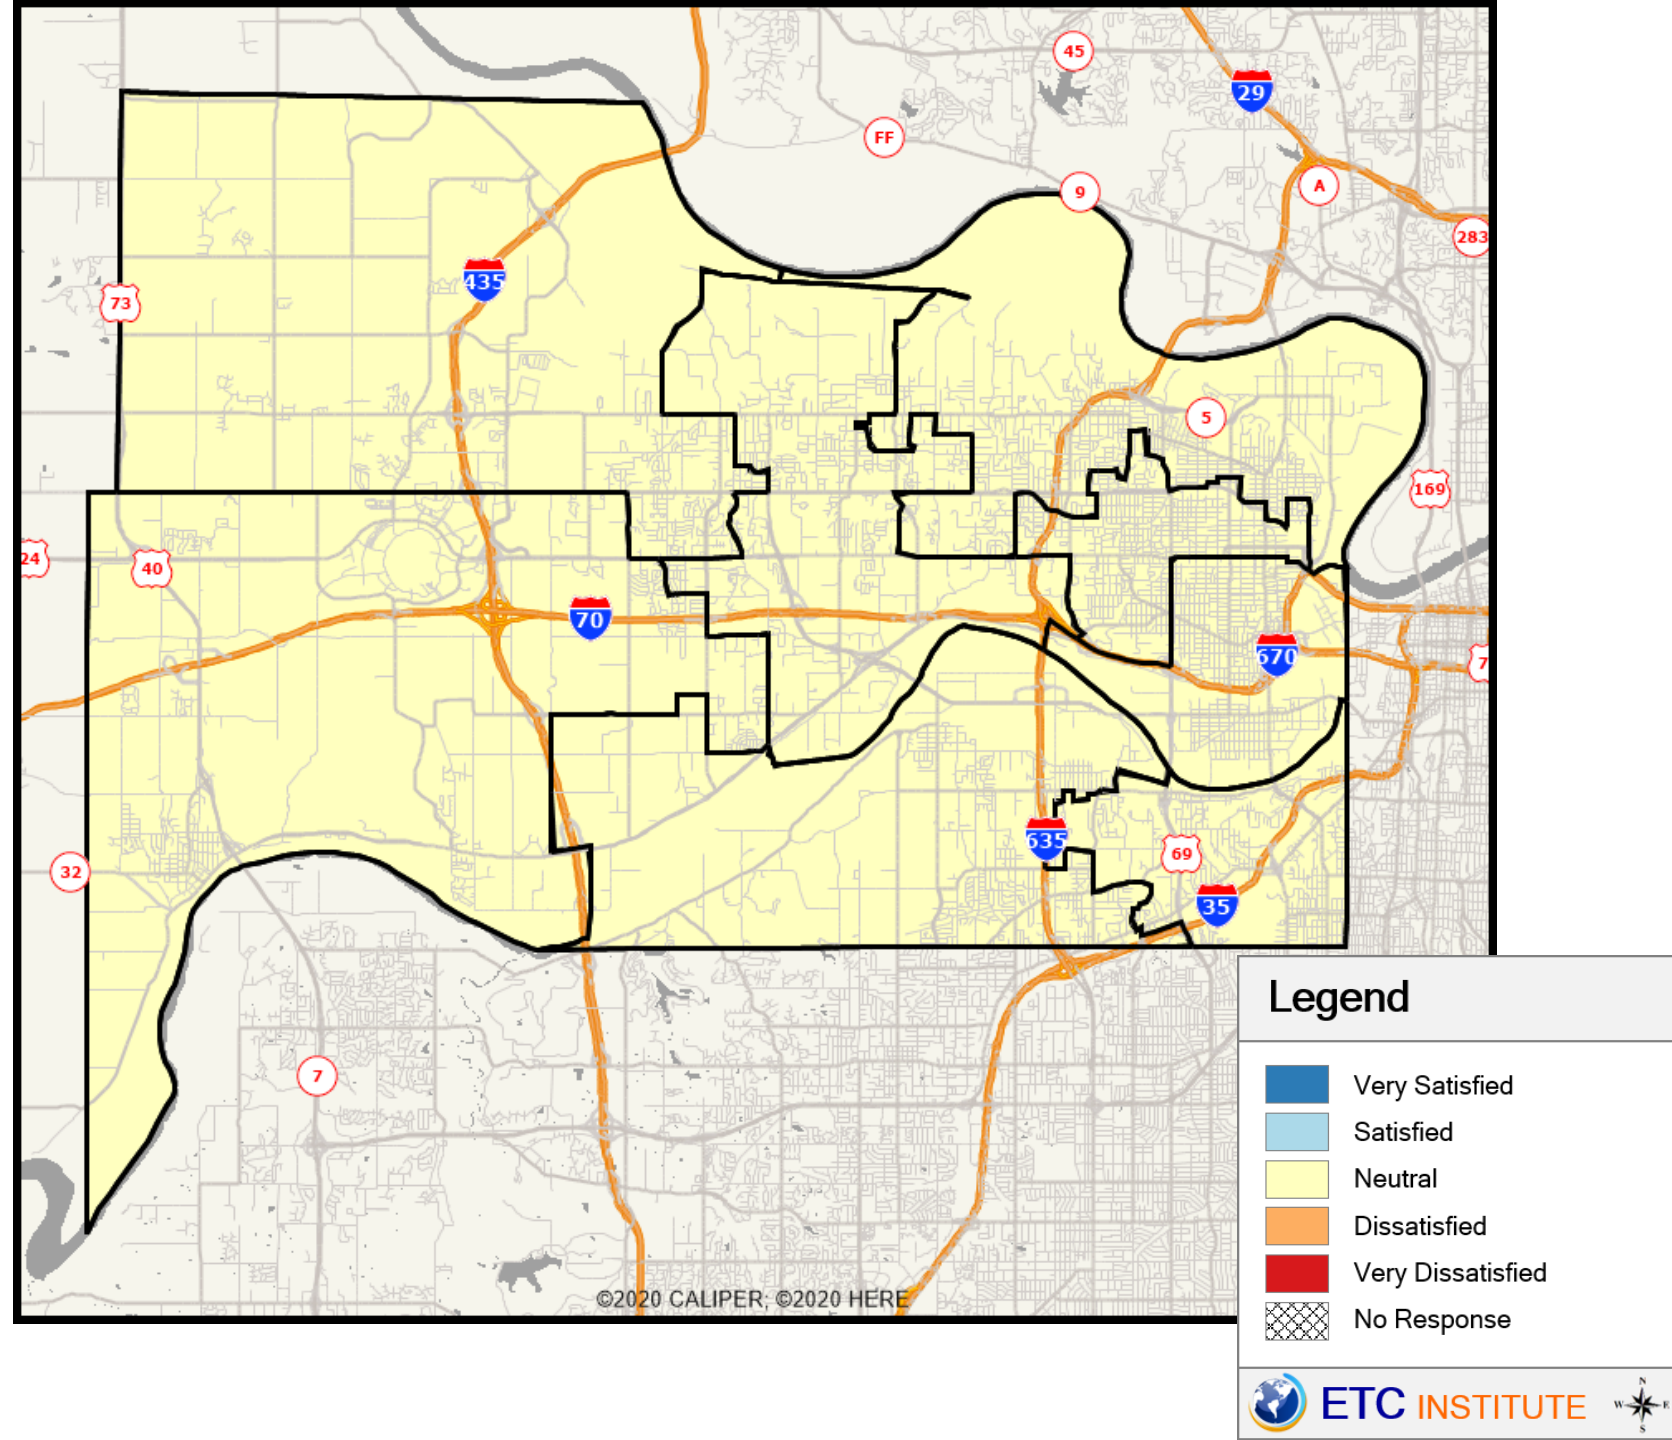 45
29
FF
9
A
283
435
73
5
169
24
40
70
670
7
635
69
32
35
7
©2020 CALIPER; ©2020 HERE
Legend
Very Satisfied
Satisfied
Neutral
Dissatisfied
Very Dissatisfied
No Response
ETC INSTITUTE
N
W E
S